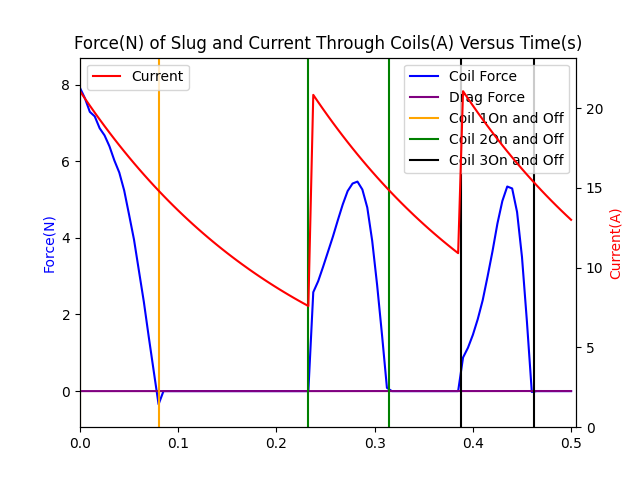 Force(N) of Slug and Current Through Coils(A) Versus Time(s)
Current
Coil Force
Drag Force
Coil 1On and Off
Coil 2On and Off
Coil 3On and Off
Force(N)
8
6
4
2
0
Current(A)
20
15
10
5
0
0.0 0.1 0.2 0.3 0.4 0.5